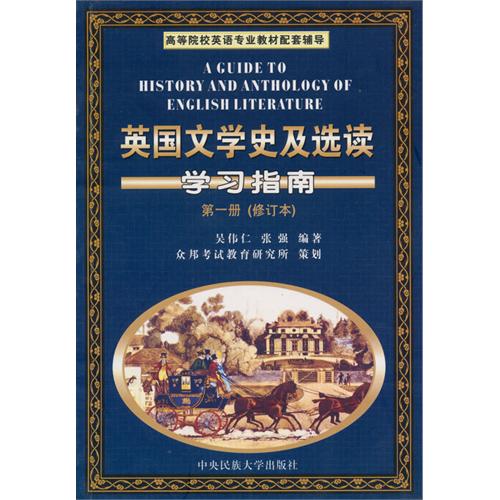 高等院校英语专业教材配套辅导
A GUIDE TO
HISTORY AND ANTHOLOGY OF
ENGLISH LITERATURE
英国文学史及选读
学习指南
第一册 (修订本)
吴伟仁 张强 编著
众邦考试教育研究所 策划
中央民族大学出版社